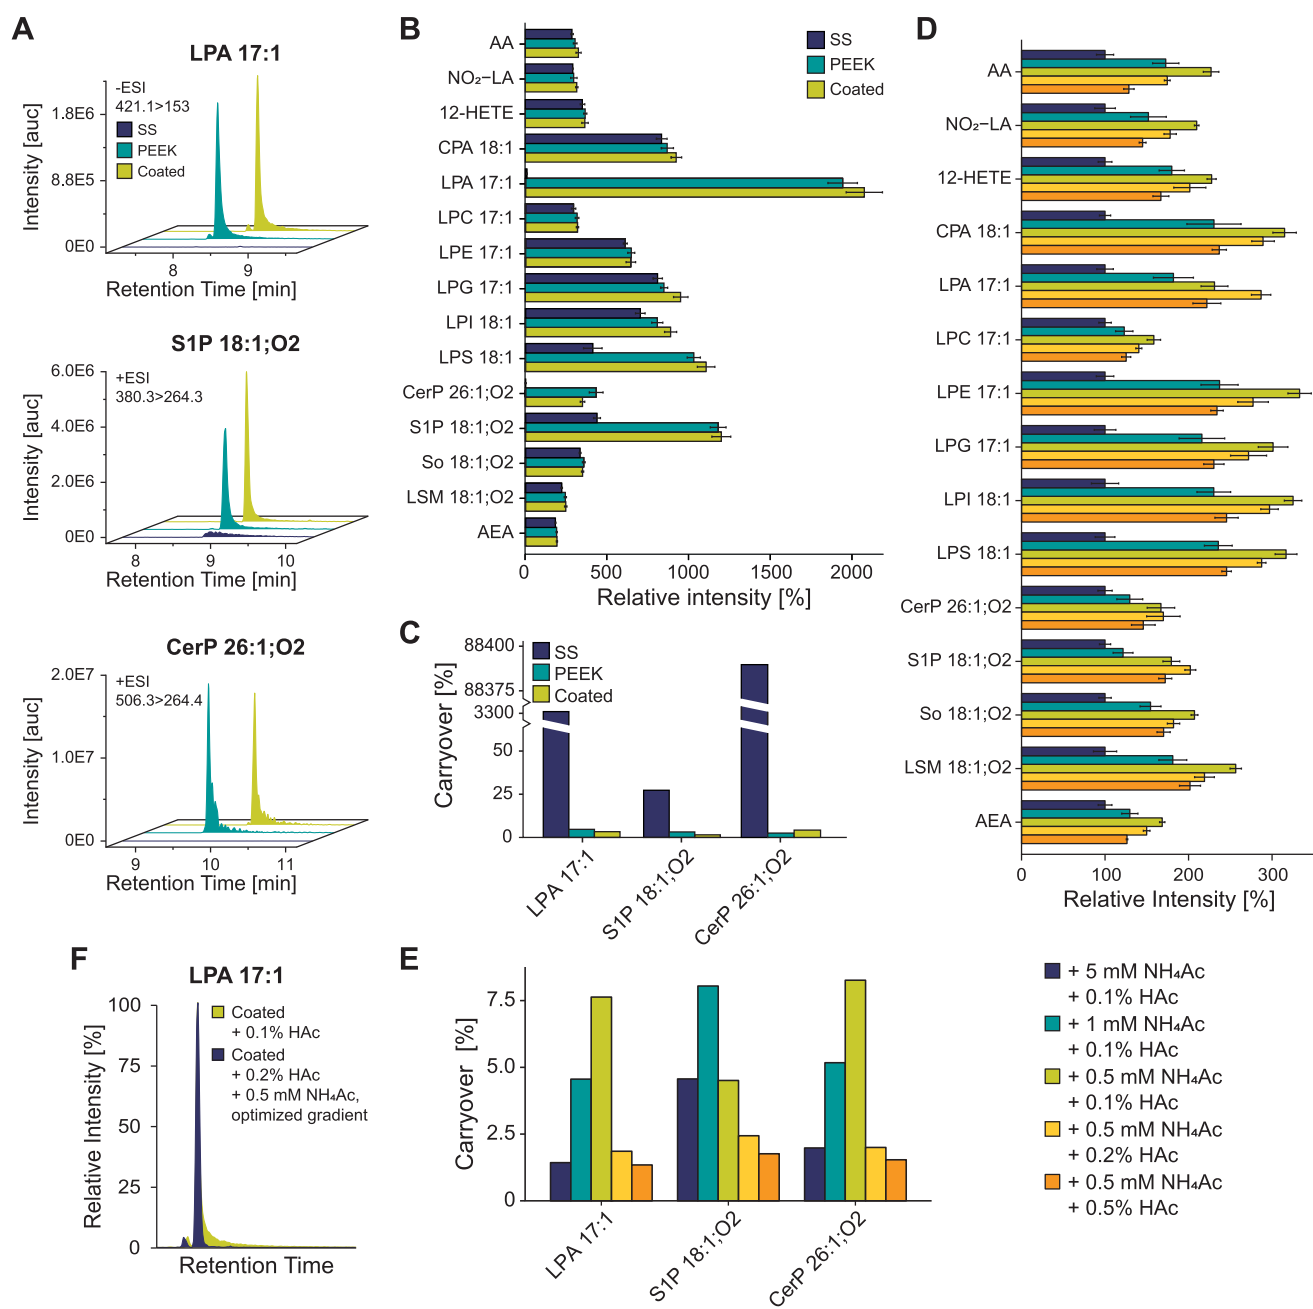 A
LPA 17:1
-ESI
421.1>153
SS
PEEK
Coated
Intensity [auc]
1.8E6
8.8E5
0E0
8
9
Retention Time [min]
S1P 18:1;O2
+ESI
380.3>264.3
Intensity [auc]
6.0E6
4.0E6
2.0E6
0E0
8
9
10
Retention Time [min]
CerP 26:1;O2
+ESI
506.3>264.4
Intensity [auc]
2.0E7
1.0E7
0E0
9
10
11
Retention Time [min]
B
SS
PEEK
Coated
AA
NO₂−LA
12-HETE
CPA 18:1
LPA 17:1
LPC 17:1
LPE 17:1
LPG 17:1
LPI 18:1
LPS 18:1
CerP 26:1;O2
S1P 18:1;O2
So 18:1;O2
LSM 18:1;O2
AEA
0
500
1000
1500
2000
Relative intensity [%]
C
SS
PEEK
Coated
Carryover [%]
88400
88375
3300
50
25
0
LPA 17:1
S1P 18:1;O2
CerP 26:1;O2
D
AA
NO₂−LA
12-HETE
CPA 18:1
LPA 17:1
LPC 17:1
LPE 17:1
LPG 17:1
LPI 18:1
LPS 18:1
CerP 26:1;O2
S1P 18:1;O2
So 18:1;O2
LSM 18:1;O2
AEA
0
100
200
300
Relative Intensity [%]
F
LPA 17:1
Coated
+ 0.1% HAc
Coated
+ 0.2% HAc
+ 0.5 mM NH₄Ac,
optimized gradient
Relative Intensity [%]
100
75
50
25
0
Retention Time
E
Carryover [%]
7.5
5.0
2.5
0
LPA 17:1
S1P 18:1;O2
CerP 26:1;O2
+ 5 mM NH₄Ac
+ 0.1% HAc
+ 1 mM NH₄Ac
+ 0.1% HAc
+ 0.5 mM NH₄Ac
+ 0.1% HAc
+ 0.5 mM NH₄Ac
+ 0.2% HAc
+ 0.5 mM NH₄Ac
+ 0.5% HAc